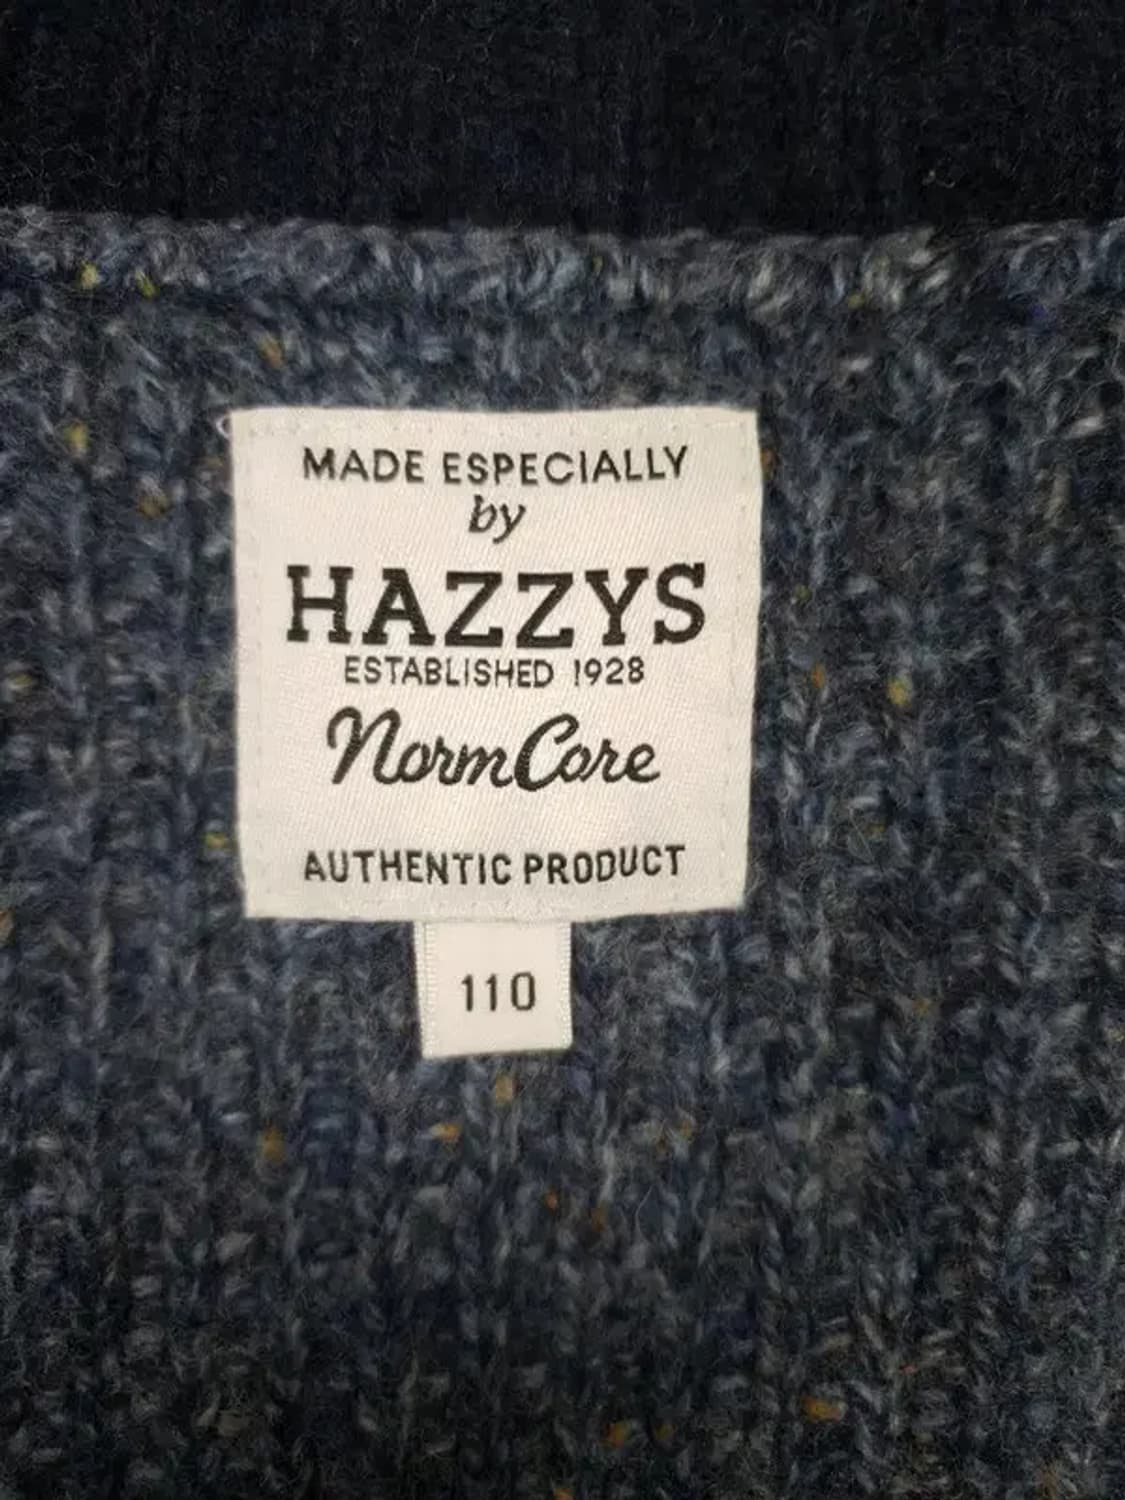 MADE ESPECIALLY
by
HAZZYS
ESTABLISHED 1928
NormCore
AUTHENTIC PRODUCT
110